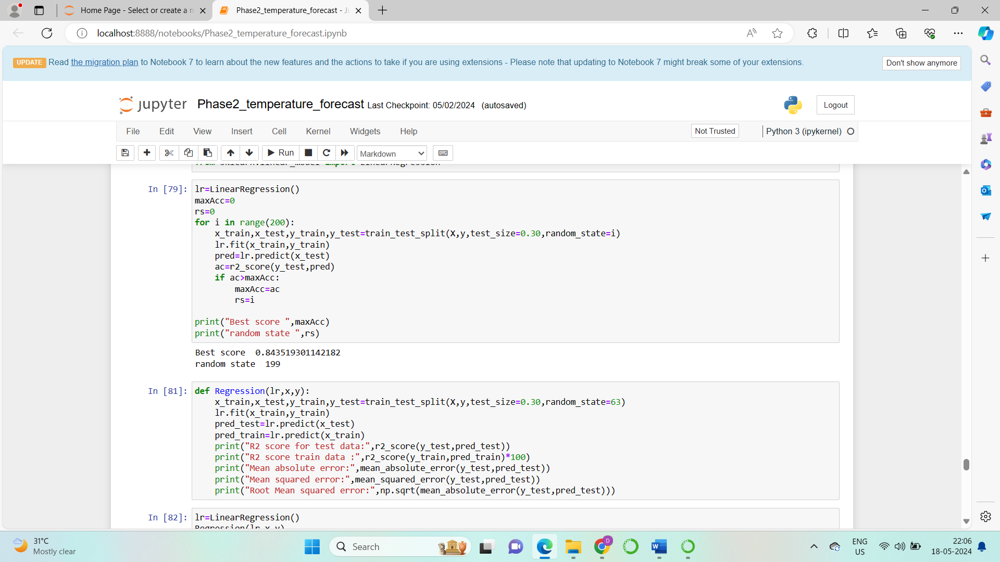 Home Page - Select or create a n
Phase2_temperature_forecast - Ju
localhost:8888/notebooks/Phase2_temperature_forecast.ipynb
UPDATE Read the migration plan to Notebook 7 to learn about the new features and the actions to take if you are using extensions - Please note that updating to Notebook 7 might break some of your extensions.
Don't show anymore
jupyter Phase2_temperature_forecast Last Checkpoint: 05/02/2024 (autosaved)
Logout
File Edit View Insert Cell Kernel Widgets Help
Not Trusted
Python 3 (ipykernel)
Run
Markdown
from sklearn.linear_model import LinearRegression
In [79]:
lr=LinearRegression()
maxAcc=0
rs=0
for i in range(200):
    x_train,x_test,y_train,y_test=train_test_split(X,y,test_size=0.30,random_state=i)
    lr.fit(x_train,y_train)
    pred=lr.predict(x_test)
    ac=r2_score(y_test,pred)
    if ac>maxAcc:
        maxAcc=ac
        rs=i
print("Best score ",maxAcc)
print("random state ",rs)
Best score  0.843519301142182
random state  199
In [81]:
def Regression(lr,x,y):
    x_train,x_test,y_train,y_test=train_test_split(X,y,test_size=0.30,random_state=63)
    lr.fit(x_train,y_train)
    pred_test=lr.predict(x_test)
    pred_train=lr.predict(x_train)
    print("R2 score for test data:",r2_score(y_test,pred_test))
    print("R2 score train data :",r2_score(y_train,pred_train)*100)
    print("Mean absolute error:",mean_absolute_error(y_test,pred_test))
    print("Mean squared error:",mean_squared_error(y_test,pred_test))
    print("Root Mean squared error:",np.sqrt(mean_absolute_error(y_test,pred_test)))
In [82]:
lr=LinearRegression()
Regression(lr,x,y)
31°C
Mostly clear
Search
D
ENG
US
22:06
18-05-2024